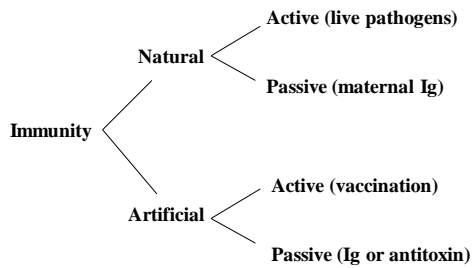 Active (live pathogens)
Natural
Passive (maternal Ig)
Immunity
Active (vaccination)
Artificial
Passive (Ig or antitoxin)